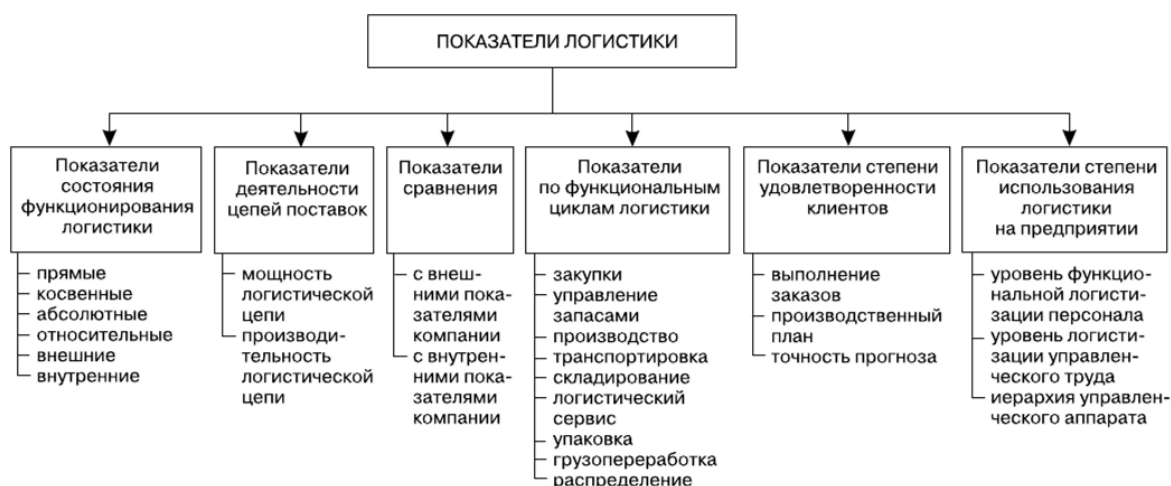 ПОКАЗАТЕЛИ ЛОГИСТИКИ
Показатели
состояния
функционирования
логистики
прямые
косвенные
абсолютные
относительные
внешние
внутренние
Показатели
деятельности
цепей поставок
мощность
логистической
цепи
производи-
тельность
логистической
цепи
Показатели
сравнения
с внеш-
ними пока-
зателями
компании
с внутрен-
ними пока-
зателями
компании
Показатели
по функциональным
циклам логистики
закупки
управление
запасами
производство
транспортировка
складирование
логистический
сервис
упаковка
грузопереработка
распределение
Показатели степени
удовлетворенности
клиентов
выполнение
заказов
производственный
план
точность прогноза
Показатели степени
использования
логистики
на предприятии
уровень функцио-
нальной логисти-
зации персонала
уровень логисти-
зации управлен-
ческого труда
иерархия управлен-
ческого аппарата